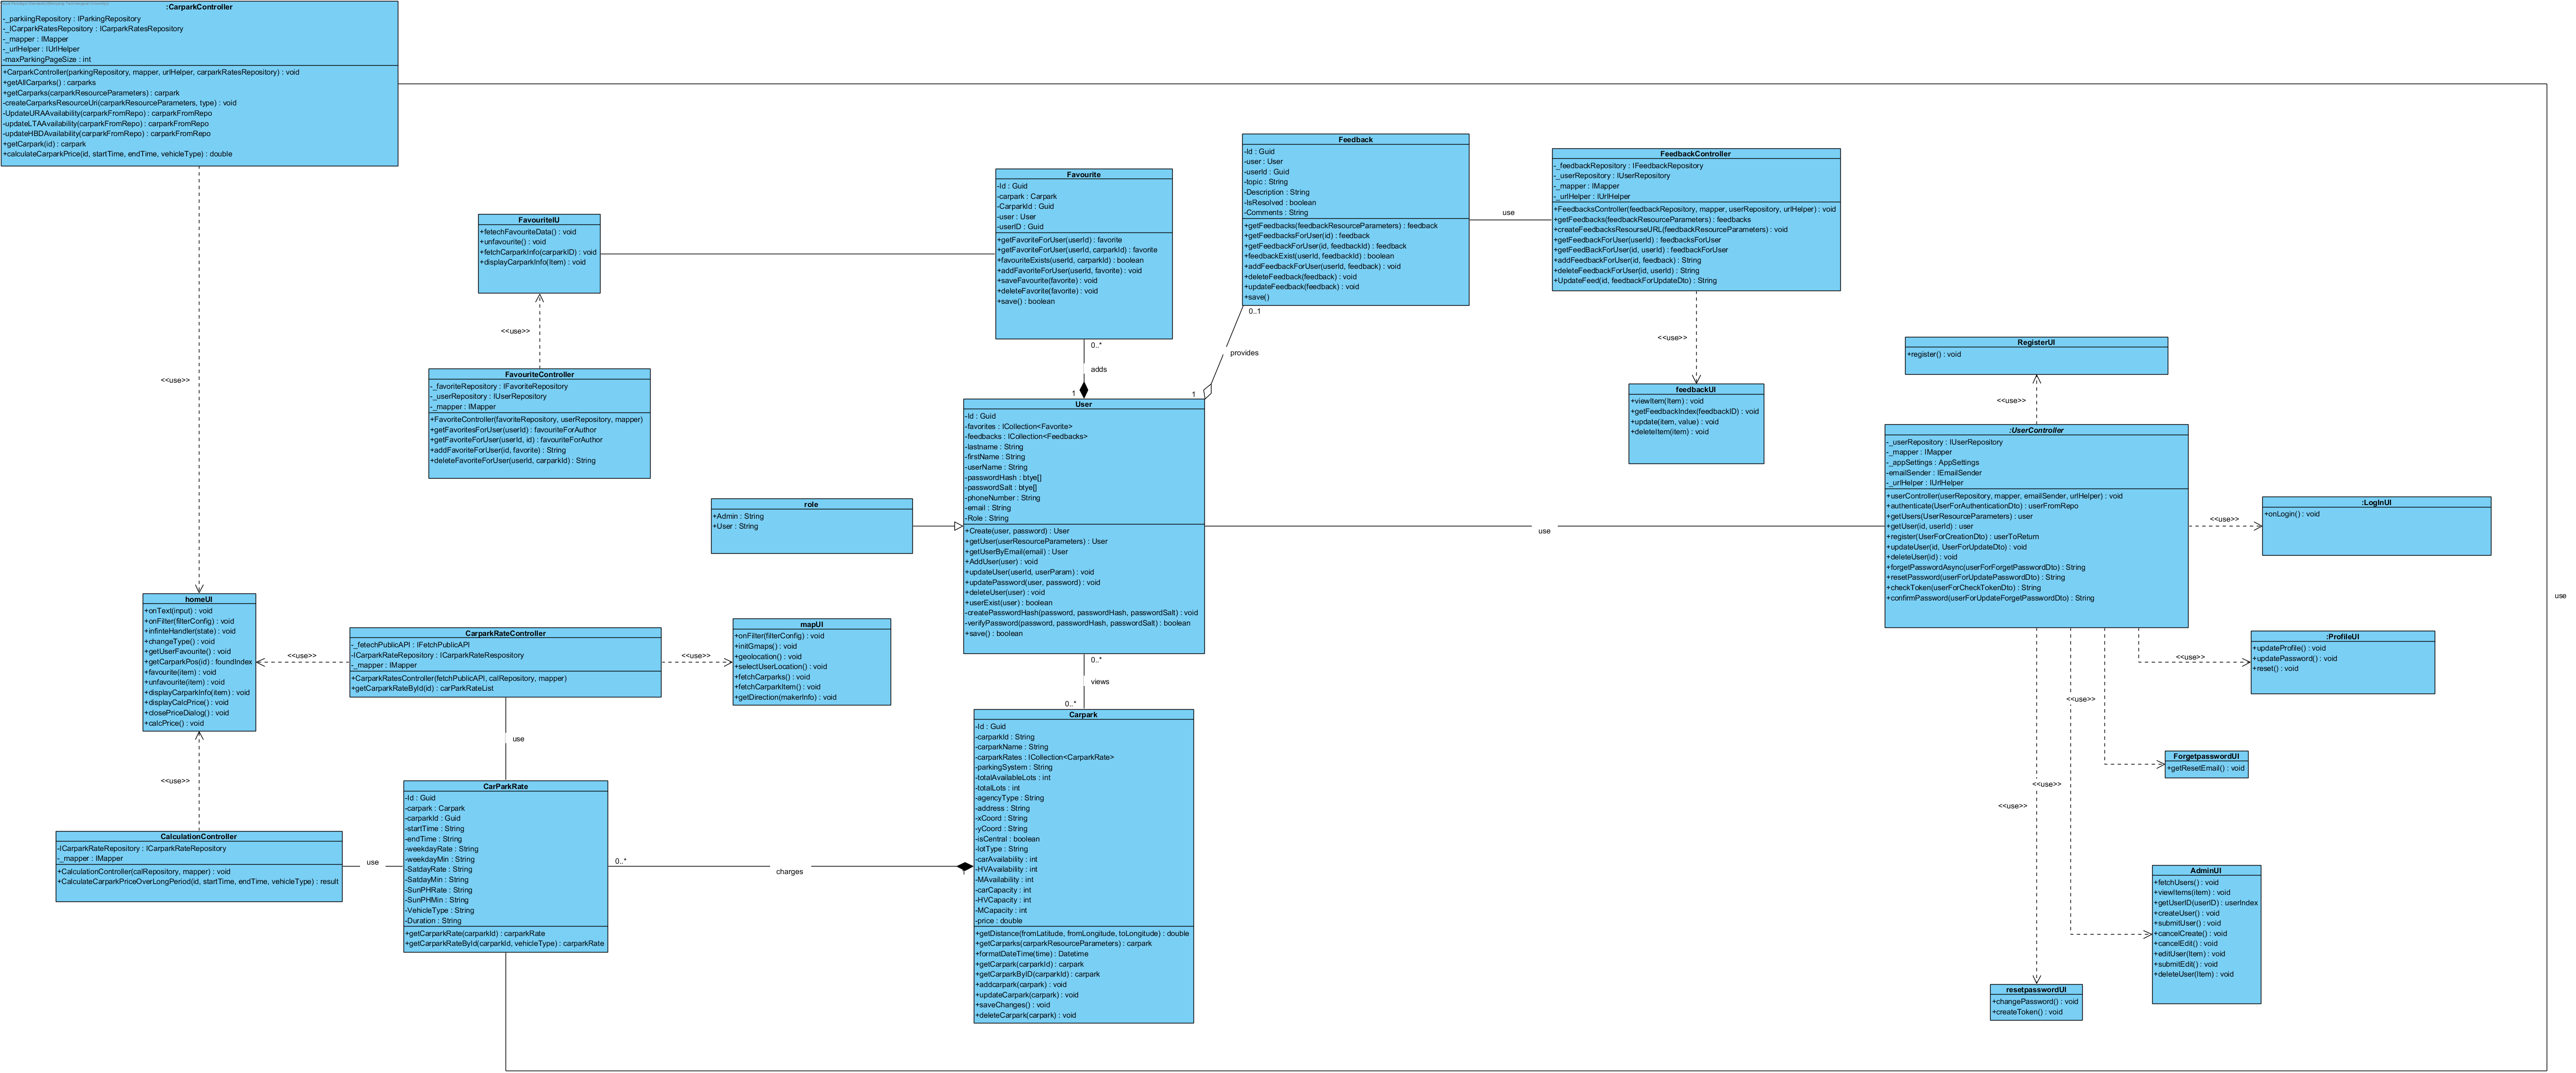 :CarparkController
-_parkiingRepository : IParkingRepository
-_ICarparkRatesRepository : ICarparkRatesRepository
-_mapper : IMapper
-_urlHelper : IUrlHelper
-maxParkingPageSize : int
+CarparkController(parkingRepository, mapper, urlHelper, carparkRatesRepository) : void
+getAllCarparks() : carparks
+getCarparks(carparkResourceParameters) : carpark
-createCarparksResourceUri(carparkResourceParameters, type) : void
-UpdateURAAvailability(carparkFromRepo) : carparkFromRepo
-updateLTAAvailability(carparkFromRepo) : carparkFromRepo
-updateHBDAvailability(carparkFromRepo) : carparkFromRepo
+getCarpark(id) : carpark
+calculateCarparkPrice(id, startTime, endTime, vehicleType) : double
<<use>>
use
FavouriteIU
+fetechFavouriteData() : void
+unfavourite() : void
+fetchCarparkInfo(carparkID) : void
+displayCarparkInfo(Item) : void
<<use>>
FavouriteController
-_favoriteRepository : IFavoriteRepository
-_userRepository : IUserRepository
-_mapper : IMapper
+FavoriteController(favoriteRepository, userRepository, mapper)
+getFavoritesForUser(userId) : favouriteForAuthor
+getFavoriteForUser(userId, id) : favouriteForAuthor
+addFavoriteForUser(id, favorite) : String
+deleteFavoriteForUser(userId, carparkId) : String
Favourite
-Id : Guid
-carpark : Carpark
-CarparkId : Guid
-user : User
-userID : Guid
+getFavoriteForUser(userId) : favorite
+getFavoriteForUser(userId, carparkId) : favorite
+favouriteExists(userId, carparkId) : boolean
+addFavoriteForUser(userId, favorite) : void
+saveFavourite(favorite) : void
+deleteFavorite(favorite) : void
+save() : boolean
0..*
adds
1
Feedback
-Id : Guid
-user : User
-userId : Guid
-topic : String
-Description : String
-IsResolved : boolean
-Comments : String
+getFeedbacks(feedbackResourceParameters) : feedback
+getFeedbacksForUser(id) : feedback
+getFeedbackForUser(id, feedbackId) : feedback
+feedbackExist(userId, feedbackId) : boolean
+addFeedbackForUser(userId, feedback) : void
+deleteFeedback(feedback) : void
+updateFeedback(feedback) : void
+save()
0..1
provides
1
use
FeedbackController
-_feedbackRepository : IFeedbackRepository
-_userRepository : IUserRepository
-_mapper : IMapper
-_urlHelper : IUrlHelper
+FeedbacksController(feedbackRepository, mapper, userRepository, urlHelper) : void
+getFeedbacks(feedbackResourceParameters) : feedbacks
+createFeedbacksResourseURL(feedbackResourceParameters) : void
+getFeedbackForUser(userId) : feedbacksForUser
+getFeedBackForUser(id, userId) : feedbackForUser
+addFeedbackForUser(id, feedback) : String
+deleteFeedbackForUser(id, userId) : String
+UpdateFeed(id, feedbackForUpdateDto) : String
<<use>>
feedbackUI
+viewItem(Item) : void
+getFeedbackIndex(feedbackID) : void
+update(item, value) : void
+deleteItem(item) : void
RegisterUI
+register() : void
<<use>>
:UserController
-_userRepository : IUserRepository
-_mapper : IMapper
-_appSettings : AppSettings
-emailSender : IEmailSender
-_urlHelper : IUrlHelper
+userController(userRepository, mapper, emailSender, urlHelper) : void
+authenticate(UserForAuthenticationDto) : userFromRepo
+getUsers(UserResourceParameters) : user
+getUser(id, userId) : user
+register(UserForCreationDto) : userToReturn
+updateUser(id, UserForUpdateDto) : void
+deleteUser(id) : void
+forgetPasswordAsync(userForForgetPasswordDto) : String
+resetPassword(userForUpdatePasswordDto) : String
+checkToken(userForCheckTokenDto) : String
+confirmPassword(userForUpdateForgetPasswordDto) : String
<<use>>
:LogInUI
+onLogin() : void
role
+Admin : String
+User : String
User
-Id : Guid
-favorites : ICollection<Favorite>
-feedbacks : ICollection<Feedbacks>
-lastname : String
-firstName : String
-userName : String
-passwordHash : btye[]
-passwordSalt : btye[]
-phoneNumber : String
-email : String
-Role : String
+Create(user, password) : User
+getUser(userResourceParameters) : User
+getUserByEmail(email) : User
+AddUser(user) : void
+updateUser(userId, userParam) : void
+updatePassword(user, password) : void
+deleteUser(user) : void
+userExist(user) : boolean
-createPasswordHash(password, passwordHash, passwordSalt) : void
-verifyPassword(password, passwordHash, passwordSalt) : boolean
+save() : boolean
use
0..*
views
0..*
homeUI
+onText(input) : void
+onFilter(filterConfig) : void
+infinteHandler(state) : void
+changeType() : void
+getUserFavourite() : void
+getCarparkPos(id) : foundIndex
+favourite(item) : void
+unfavourite(item) : void
+displayCarparkInfo(item) : void
+displayCalcPrice() : void
+closePriceDialog() : void
+calcPrice() : void
<<use>>
CarparkRateController
-_fetechPublicAPI : IFetchPublicAPI
-ICarparkRateRepository : ICarparkRateRespository
-_mapper : IMapper
+CarparkRatesController(fetchPublicAPI, calRepository, mapper)
+getCarparkRateById(id) : carParkRateList
<<use>>
mapUI
+onFilter(filterConfig) : void
+initGmaps() : void
+geolocation() : void
+selectUserLocation() : void
+fetchCarparks() : void
+fetchCarparkItem() : void
+getDirection(makerInfo) : void
use
<<use>>
CalculationController
-ICarparkRateRepository : ICarparkRateRepository
-_mapper : IMapper
+CalculationController(calRepository, mapper) : void
+CalculateCarparkPriceOverLongPeriod(id, startTime, endTime, vehicleType) : result
use
CarParkRate
-Id : Guid
-carpark : Carpark
-carparkId : Guid
-startTime : String
-endTime : String
-weekdayRate : String
-weekdayMin : String
-SatdayRate : String
-SatdayMin : String
-SunPHRate : String
-SunPHMin : String
-VehicleType : String
-Duration : String
+getCarparkRate(carparkId) : carparkRate
+getCarparkRateById(carparkId, vehicleType) : carparkRate
0..*
charges
Carpark
-Id : Guid
-carparkId : String
-carparkName : String
-carparkRates : ICollection<CarparkRate>
-parkingSystem : String
-totalAvailableLots : int
-totalLots : int
-agencyType : String
-address : String
-xCoord : String
-yCoord : String
-isCentral : boolean
-lotType : String
-carAvailability : int
-HVAvailability : int
-MAvailability : int
-carCapacity : int
-HVCapacity : int
-MCapacity : int
-price : double
+getDistance(fromLatitude, fromLongitude, toLongitude) : double
+getCarparks(carparkResourceParameters) : carpark
+formatDateTime(time) : Datetime
+getCarpark(carparkId) : carpark
+getCarparkByID(carparkId) : carpark
+addcarpark(carpark) : void
+updateCarpark(carpark) : void
+saveChanges() : void
+deleteCarpark(carpark) : void
:ProfileUI
+updateProfile() : void
+updatePassword() : void
+reset() : void
<<use>>
<<use>>
<<use>>
<<use>>
ForgetpasswordUI
+getResetEmail() : void
AdminUI
+fetchUsers() : void
+viewItems(item) : void
+getUserID(userID) : userIndex
+createUser() : void
+submitUser() : void
+cancelCreate() : void
+cancelEdit() : void
+editUser(Item) : void
+submitEdit() : void
+deleteUser(Item) : void
resetpasswordUI
+changePassword() : void
+createToken() : void